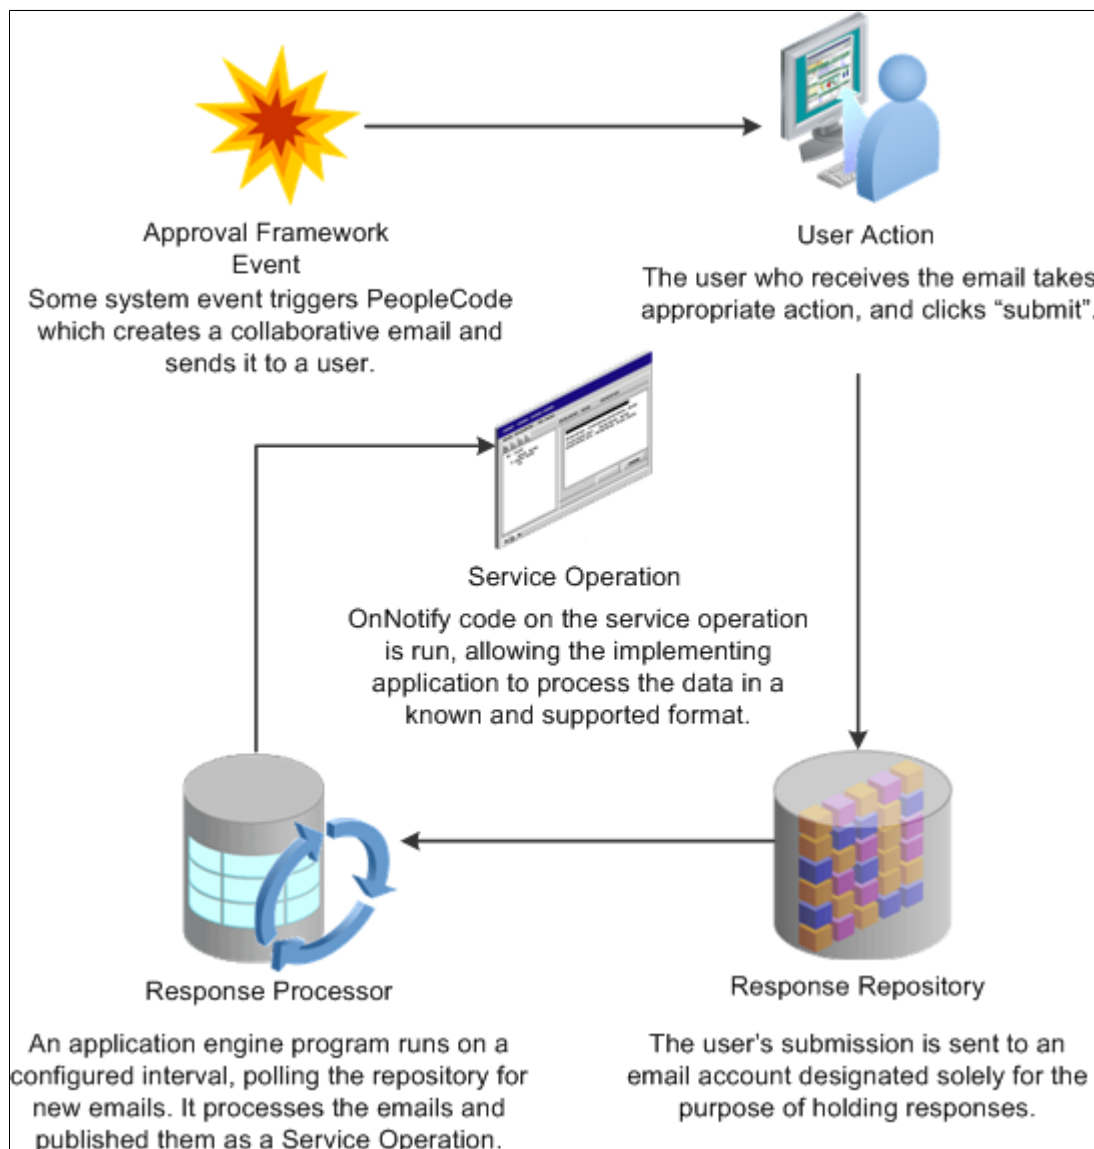 Approval Framework
Event
Some system event triggers PeopleCode
which creates a collaborative email and
sends it to a user.
User Action
The user who receives the email takes
appropriate action, and clicks “submit”.
Service Operation
OnNotify code on the service operation
is run, allowing the implementing
application to process the data in a
known and supported format.
Response Processor
An application engine program runs on a
configured interval, polling the repository for
new emails. It processes the emails and
published them as a Service Operation.
Response Repository
The user’s submission is sent to an
email account designated solely for the
purpose of holding responses.